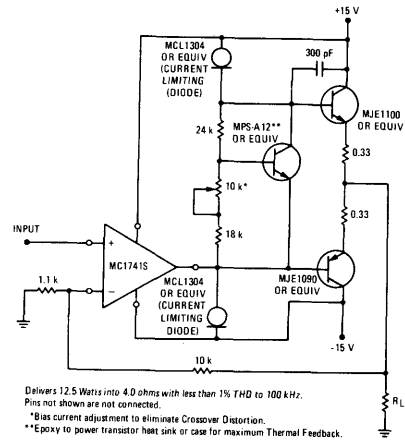 +15 V
MCL1304
OR EQUIV
(CURRENT
LIMITING
(DIODE)
300 pF
MJE1100
OR EQUIV
MPS-A12**
OR EQUIV
24 k
0.33
10 k*
0.33
INPUT
18 k
+
MC1741S
−
MJE1090
OR EQUIV
1.1 k
MCL1304
OR EQUIV
(CURRENT
LIMITING
DIODE)
-15 V
10 k
RL
Delivers 12.5 Watts into 4.0 ohms with less than 1% THD to 100 kHz.
Pins not shown are not connected.
*Bias current adjustment to eliminate Crossover Distortion.
**Epoxy to power transistor heat sink or case for maximum Thermal Feedback.